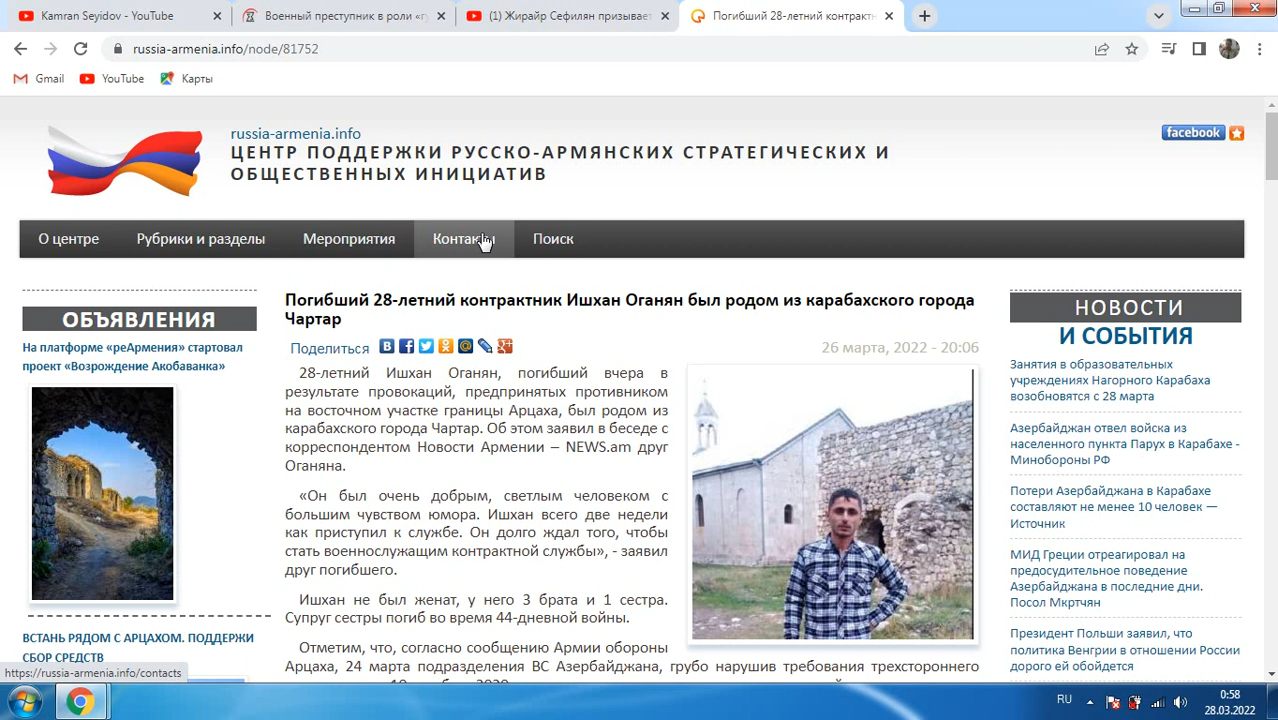 Kamran Seyidov - YouTube
Военный преступник в роли «гу
(1) Жирайр Сефилян призывает
Погибший 28-летний контрактн
russia-armenia.info/node/81752
Gmail
YouTube
Карты
russia-armenia.info
ЦЕНТР ПОДДЕРЖКИ РУССКО-АРМЯНСКИХ СТРАТЕГИЧЕСКИХ И
ОБЩЕСТВЕННЫХ ИНИЦИАТИВ
facebook
О центре
Рубрики и разделы
Мероприятия
Контакты
Поиск
ОБЪЯВЛЕНИЯ
На платформе «реАрмения» стартовал
проект «Возрождение Акобаванка»
ВСТАНЬ РЯДОМ С АРЦАХОМ. ПОДДЕРЖИ
СБОР СРЕДСТВ
Погибший 28-летний контрактник Ишхан Оганян был родом из карабахского города
Чартар
Поделиться
26 марта, 2022 - 20:06
28-летний Ишхан Оганян, погибший вчера в
результате провокаций, предпринятых противником
на восточном участке границы Арцаха, был родом из
карабахского города Чартар. Об этом заявил в беседе с
корреспондентом Новости Армении – NEWS.am друг
Оганяна.
«Он был очень добрым, светлым человеком с
большим чувством юмора. Ишхан всего две недели
как приступил к службе. Он долго ждал того, чтобы
стать военнослужащим контрактной службы», - заявил
друг погибшего.
Ишхан не был женат, у него 3 брата и 1 сестра.
Супруг сестры погиб во время 44-дневной войны.
Отметим, что, согласно сообщению Армии обороны
Арцаха, 24 марта подразделения ВС Азербайджана, грубо нарушив требования трехстороннего
НОВОСТИ
И СОБЫТИЯ
Занятия в образовательных
учреждениях Нагорного Карабаха
возобновятся с 28 марта
Азербайджан отвел войска из
населенного пункта Парух в Карабахе -
Минобороны РФ
Потери Азербайджана в Карабахе
составляют не менее 10 человек —
Источник
МИД Греции отреагировал на
предосудительное поведение
Азербайджана в последние дни.
Посол Мкртчян
Президент Польши заявил, что
политика Венгрии в отношении России
дорого ей обойдется
https://russia-armenia.info/contacts
RU
0:58
28.03.2022